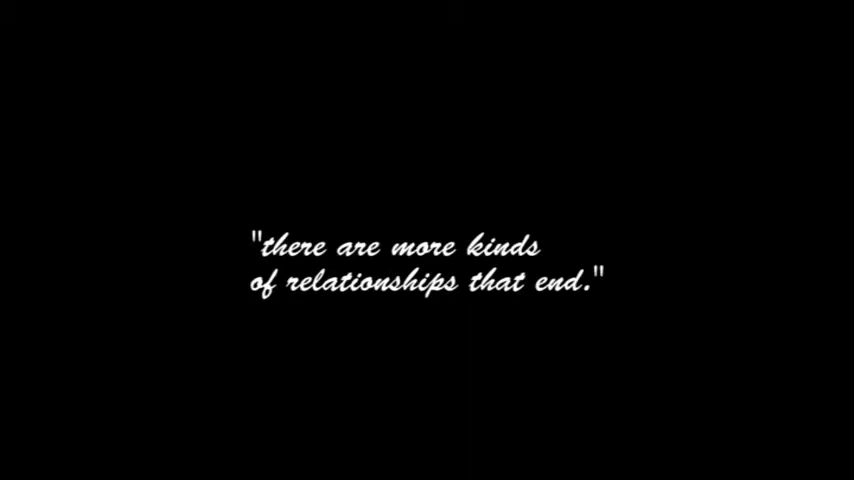 "there are more kinds
of relationships that end."